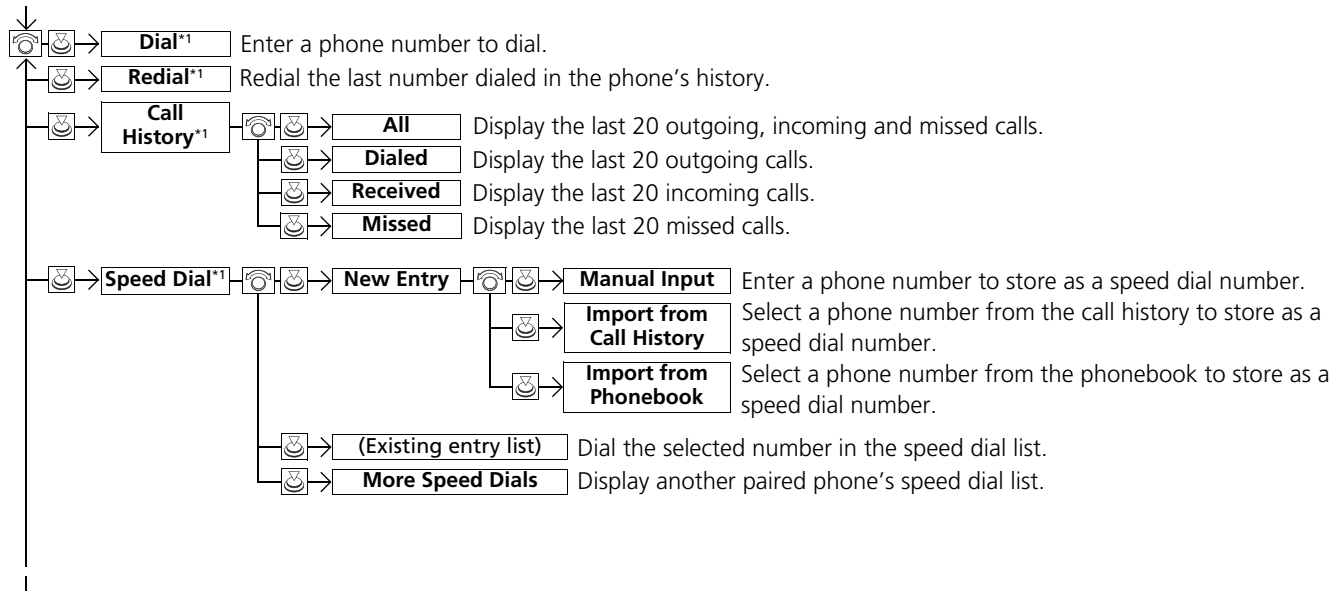 Dial*1 Enter a phone number to dial.
Redial*1 Redial the last number dialed in the phone's history.
Call
History*1
All Display the last 20 outgoing, incoming and missed calls.
Dialed Display the last 20 outgoing calls.
Received Display the last 20 incoming calls.
Missed Display the last 20 missed calls.
Speed Dial*1 New Entry Manual Input Enter a phone number to store as a speed dial number.
Import from
Call History
Select a phone number from the call history to store as a
speed dial number.
Import from
Phonebook
Select a phone number from the phonebook to store as a
speed dial number.
(Existing entry list) Dial the selected number in the speed dial list.
More Speed Dials Display another paired phone's speed dial list.